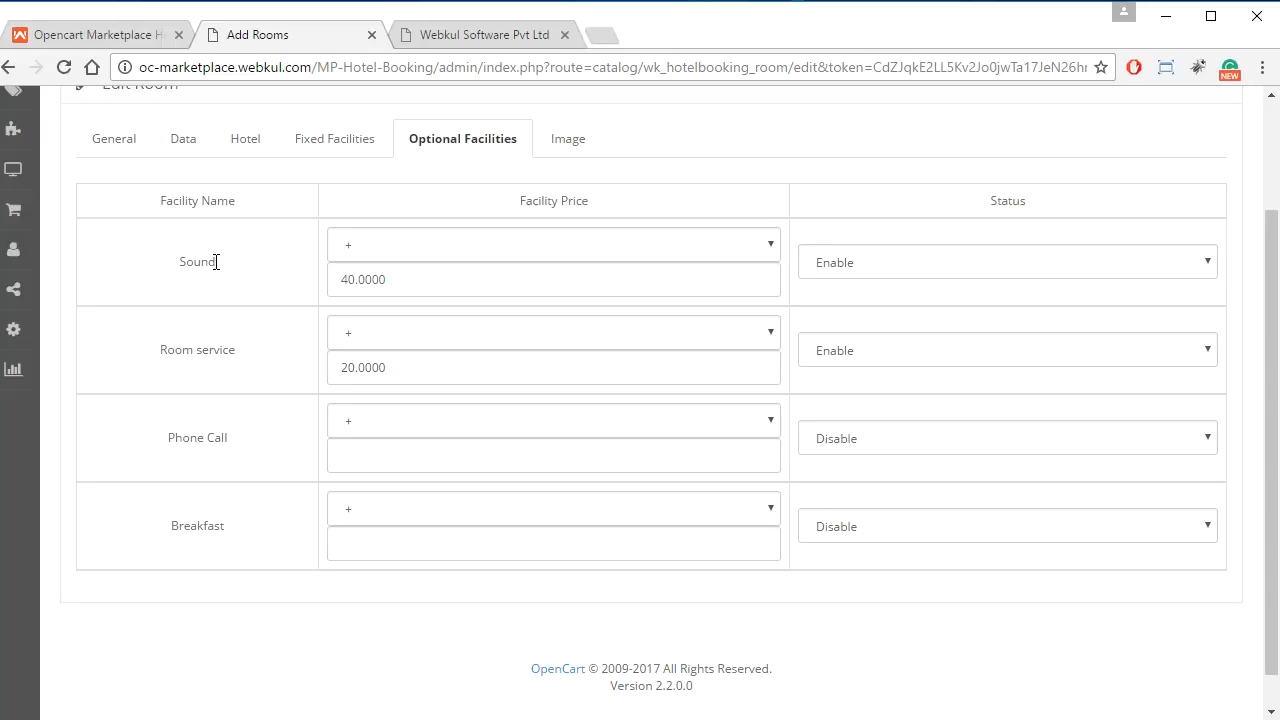 Opencart Marketplace H
Add Rooms
Webkul Software Pvt Ltd
oc-marketplace.webkul.com/MP-Hotel-Booking/admin/index.php?route=catalog/wk_hotelbooking_room/edit&token=CdZJqkE2LL5Kv2Jo0jwTa17JeN26hr
NEW
Edit Room
General
Data
Hotel
Fixed Facilities
Optional Facilities
Image
Facility Name
Facility Price
Status
Sound
+
40.0000
Enable
Room service
+
20.0000
Enable
Phone Call
+
Disable
Breakfast
+
Disable
OpenCart © 2009-2017 All Rights Reserved.
Version 2.2.0.0